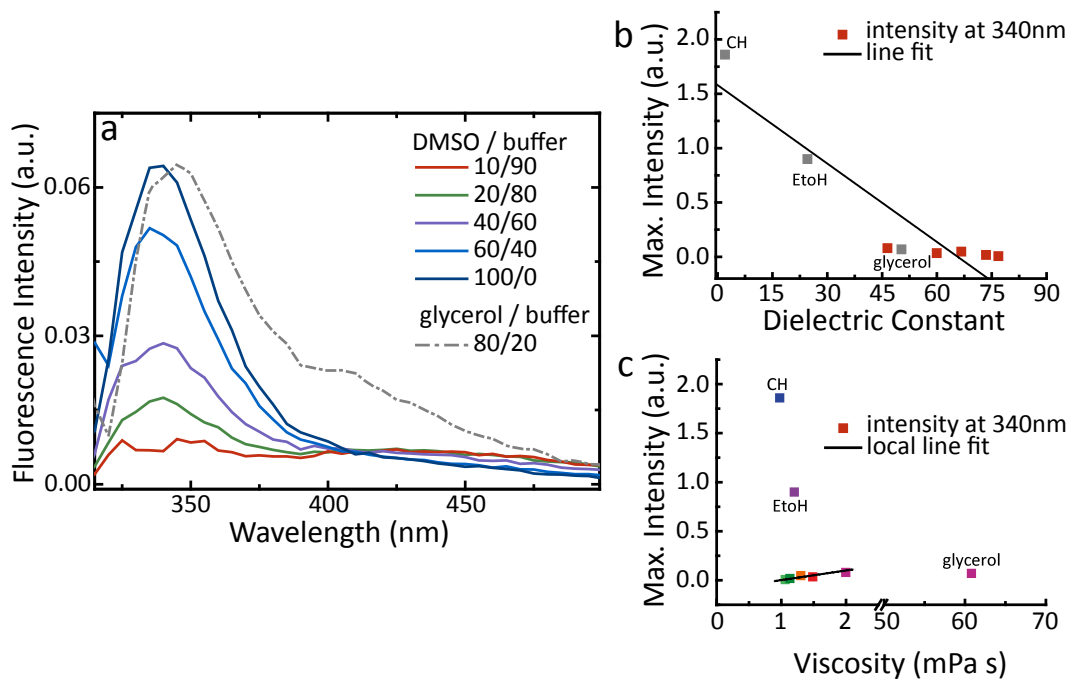 a
Fluorescence Intensity (a.u.)
0.06
0.03
0.00
350
400
450
Wavelength (nm)
DMSO / buffer
10/90
20/80
40/60
60/40
100/0
glycerol / buffer
80/20
b
Max. Intensity (a.u.)
2.0
1.5
1.0
0.5
0.0
CH
EtoH
glycerol
intensity at 340nm
line fit
0
15
30
45
60
75
90
Dielectric Constant
c
Max. Intensity (a.u.)
2.0
1.5
1.0
0.5
0.0
CH
EtoH
glycerol
intensity at 340nm
local line fit
0
1
2
50
60
70
Viscosity (mPa s)